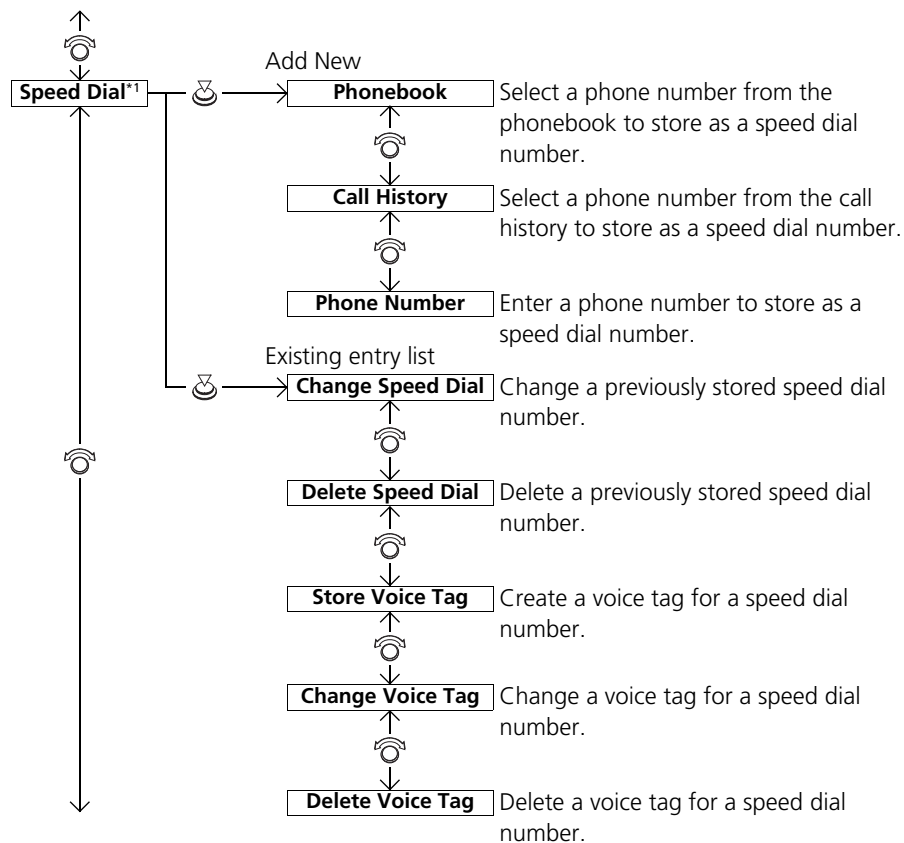 Add New
Speed Dial*1
Phonebook
Select a phone number from the
phonebook to store as a speed dial
number.
Call History
Select a phone number from the call
history to store as a speed dial number.
Phone Number
Enter a phone number to store as a
speed dial number.
Existing entry list
Change Speed Dial
Change a previously stored speed dial
number.
Delete Speed Dial
Delete a previously stored speed dial
number.
Store Voice Tag
Create a voice tag for a speed dial
number.
Change Voice Tag
Change a voice tag for a speed dial
number.
Delete Voice Tag
Delete a voice tag for a speed dial
number.